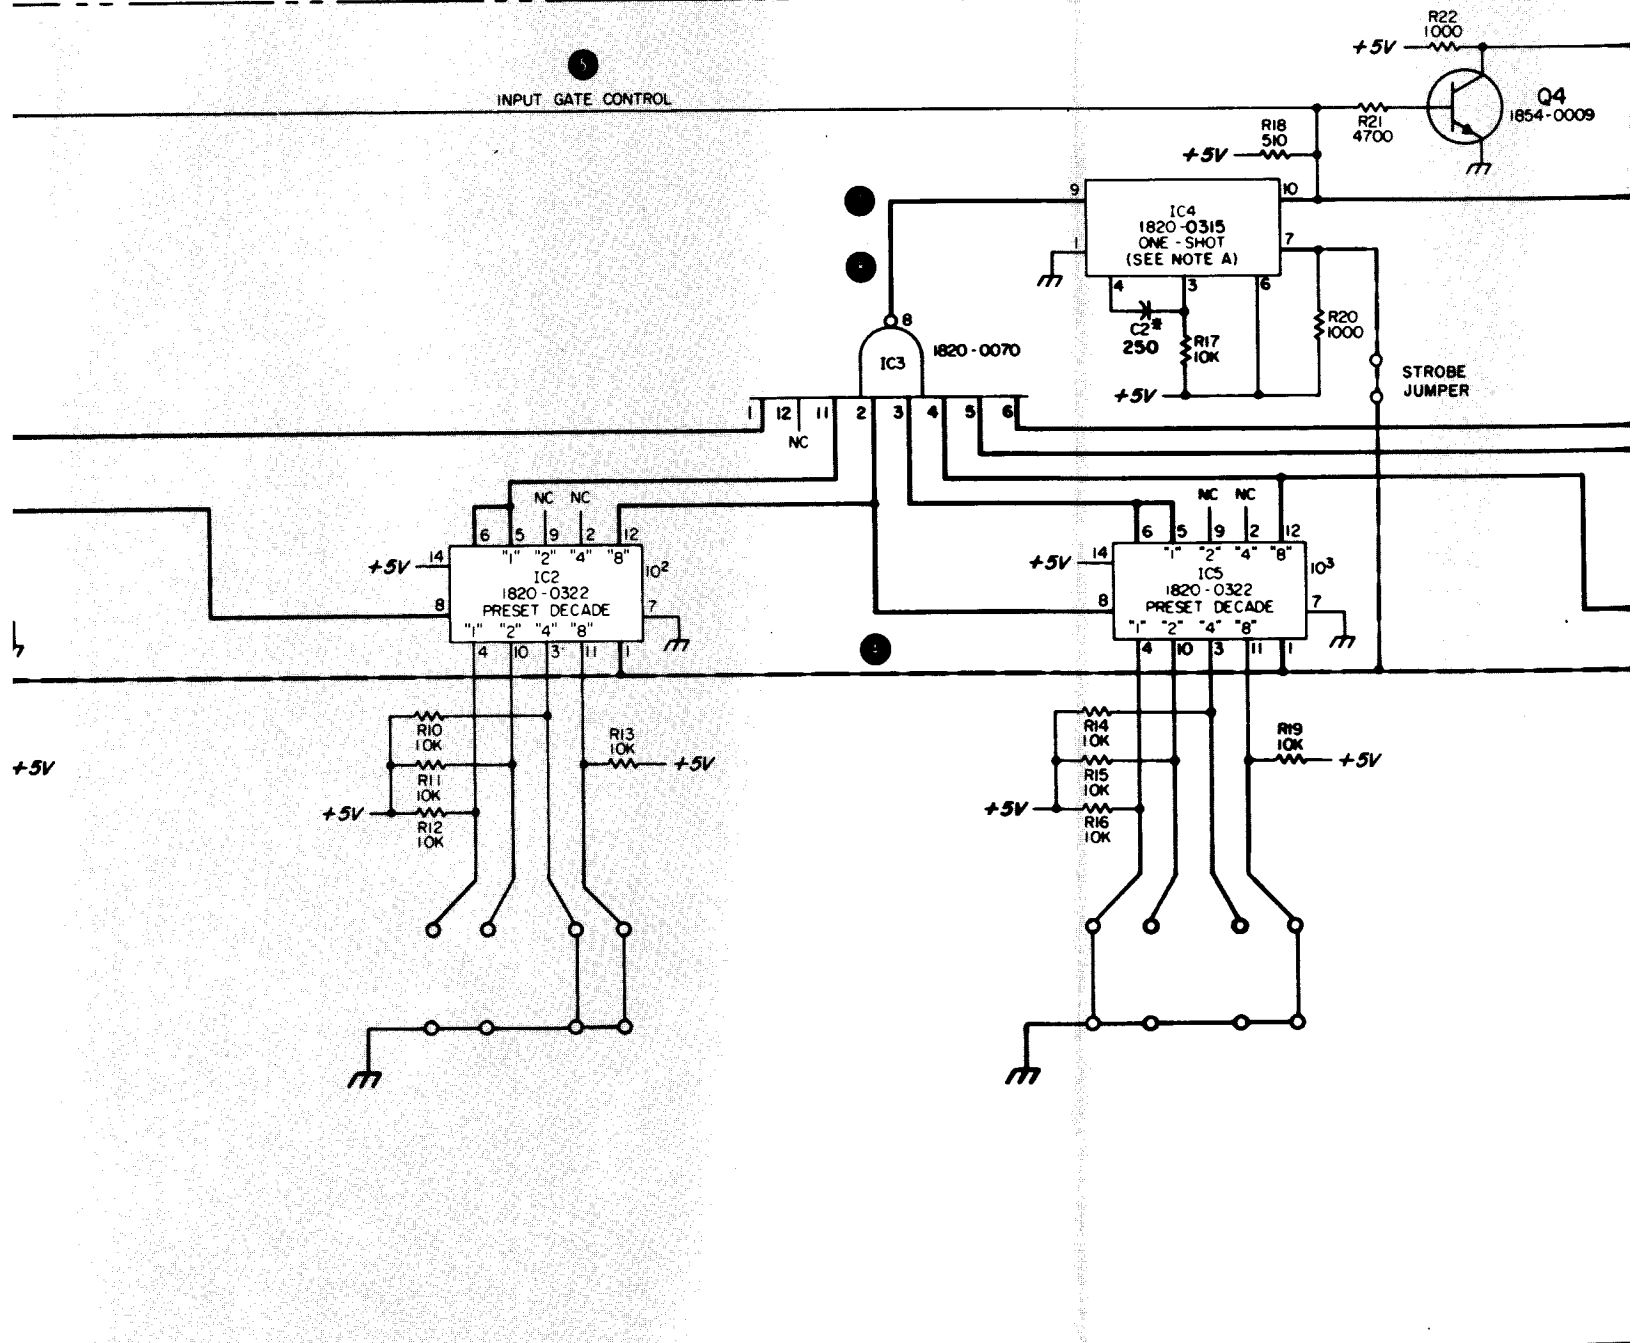 R22
1000
+5V
5
INPUT GATE CONTROL
Q4
1854-0009
R21
4700
R18
510
+5V
9
10
IC4
1820-0315
ONE-SHOT
(SEE NOTE A)
1
7
4
3
6
C2*
250
R17
10K
R20
1000
+5V
STROBE
JUMPER
8
IC3
1820-0070
1 12 11 2 3 4 5 6
NC
NC NC
6 5 9 2 12
+5V
14
"1" "2" "4" "8"
IC2
1820-0322
PRESET DECADE
10²
8
7
"1" "2" "4" "8"
4 10 3 11 1
NC NC
6 5 9 2 12
+5V
14
"1" "2" "4" "8"
IC5
1820-0322
PRESET DECADE
10³
8
7
"1" "2" "4" "8"
4 10 3 11 1
+5V
R10
10K
R11
10K
+5V
R12
10K
R13
10K
+5V
R14
10K
R15
10K
+5V
R16
10K
R19
10K
+5V